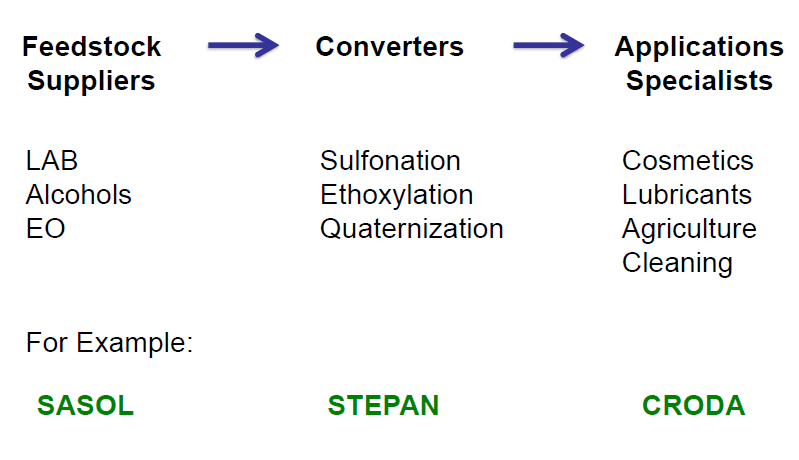 Feedstock Suppliers
Converters
Applications Specialists
LAB
Alcohols
EO
Sulfonation
Ethoxylation
Quaternization
Cosmetics
Lubricants
Agriculture
Cleaning
For Example:
SASOL
STEPAN
CRODA